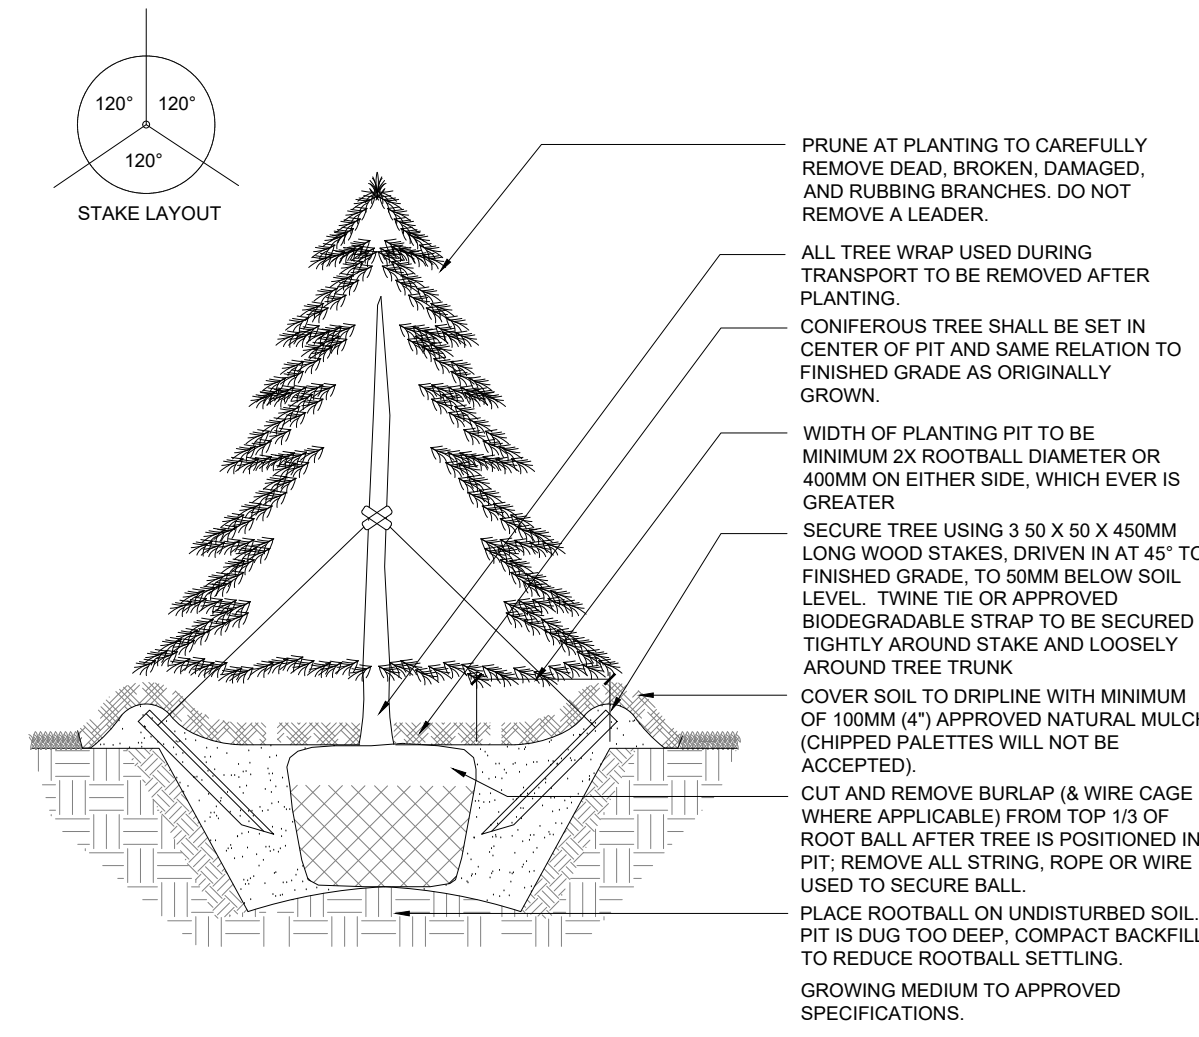 120° 120°
120°
STAKE LAYOUT
PRUNE AT PLANTING TO CAREFULLY
REMOVE DEAD, BROKEN, DAMAGED,
AND RUBBING BRANCHES. DO NOT
REMOVE A LEADER.
ALL TREE WRAP USED DURING
TRANSPORT TO BE REMOVED AFTER
PLANTING.
CONIFEROUS TREE SHALL BE SET IN
CENTER OF PIT AND SAME RELATION TO
FINISHED GRADE AS ORIGINALLY
GROWN.
WIDTH OF PLANTING PIT TO BE
MINIMUM 2X ROOTBALL DIAMETER OR
400MM ON EITHER SIDE, WHICH EVER IS
GREATER
SECURE TREE USING 3 50 X 50 X 450MM
LONG WOOD STAKES, DRIVEN IN AT 45° TO
FINISHED GRADE, TO 50MM BELOW SOIL
LEVEL. TWINE TIE OR APPROVED
BIODEGRADABLE STRAP TO BE SECURED
TIGHTLY AROUND STAKE AND LOOSELY
AROUND TREE TRUNK
COVER SOIL TO DRIPLINE WITH MINIMUM
OF 100MM (4") APPROVED NATURAL MULCH
(CHIPPED PALETTES WILL NOT BE
ACCEPTED).
CUT AND REMOVE BURLAP (& WIRE CAGE
WHERE APPLICABLE) FROM TOP 1/3 OF
ROOT BALL AFTER TREE IS POSITIONED IN
PIT; REMOVE ALL STRING, ROPE OR WIRE
USED TO SECURE BALL.
PLACE ROOTBALL ON UNDISTURBED SOIL.
PIT IS DUG TOO DEEP, COMPACT BACKFILL
TO REDUCE ROOTBALL SETTLING.
GROWING MEDIUM TO APPROVED
SPECIFICATIONS.